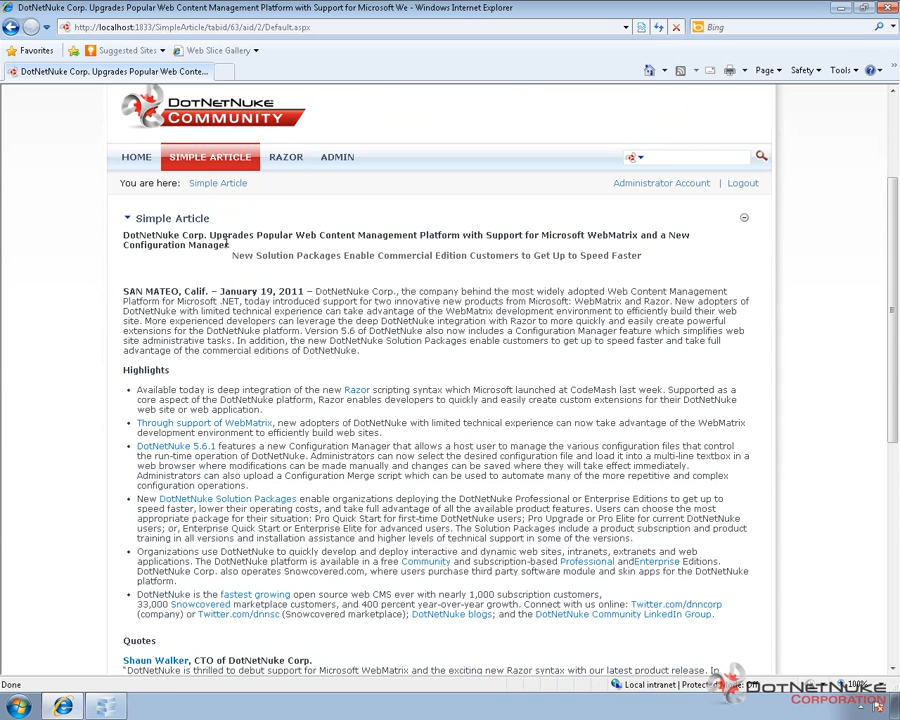 DotNetNuke Corp. Upgrades Popular Web Content Management Platform with Support for Microsoft We - Windows Internet Explorer
http://localhost:1833/SimpleArticle/tabid/63/aid/2/Default.aspx
Bing
Favorites
Suggested Sites
Web Slice Gallery
DotNetNuke Corp. Upgrades Popular Web Conte...
Page
Safety
Tools
DOTNETNUKE
COMMUNITY
HOME
SIMPLE ARTICLE
RAZOR
ADMIN
You are here: Simple Article
Administrator Account | Logout
Simple Article
DotNetNuke Corp. Upgrades Popular Web Content Management Platform with Support for Microsoft WebMatrix and a New
Configuration Manager
New Solution Packages Enable Commercial Edition Customers to Get Up to Speed Faster
SAN MATEO, Calif. – January 19, 2011 – DotNetNuke Corp., the company behind the most widely adopted Web Content Management
Platform for Microsoft .NET, today introduced support for two innovative new products from Microsoft: WebMatrix and Razor. New adopters of
DotNetNuke with limited technical experience can take advantage of the WebMatrix development environment to efficiently build their web
site. More experienced developers can leverage the deep DotNetNuke integration with Razor to more quickly and easily create powerful
extensions for the DotNetNuke platform. Version 5.6 of DotNetNuke also now includes a Configuration Manager feature which simplifies web
site administrative tasks. In addition, the new DotNetNuke Solution Packages enable customers to get up to speed faster and take full
advantage of the commercial editions of DotNetNuke.
Highlights
• Available today is deep integration of the new Razor scripting syntax which Microsoft launched at CodeMash last week. Supported as a
core aspect of the DotNetNuke platform, Razor enables developers to quickly and easily create custom extensions for their DotNetNuke
web site or web application.
• Through support of WebMatrix, new adopters of DotNetNuke with limited technical experience can now take advantage of the WebMatrix
development environment to efficiently build web sites.
• DotNetNuke 5.6.1 features a new Configuration Manager that allows a host user to manage the various configuration files that control
the run-time operation of DotNetNuke. Administrators can now select the desired configuration file and load it into a multi-line textbox in a
web browser where modifications can be made manually and changes can be saved where they will take effect immediately.
Administrators can also upload a Configuration Merge script which can be used to automate many of the more repetitive and complex
configuration operations.
• New DotNetNuke Solution Packages enable organizations deploying the DotNetNuke Professional or Enterprise Editions to get up to
speed faster, lower their operating costs, and take full advantage of all the available product features. Users can choose the most
appropriate package for their situation: Pro Quick Start for first-time DotNetNuke users; Pro Upgrade or Pro Elite for current DotNetNuke
users; or, Enterprise Quick Start or Enterprise Elite for advanced users. The Solution Packages include a product subscription and product
training in all versions and installation assistance and higher levels of technical support in some of the versions.
• Organizations use DotNetNuke to quickly develop and deploy interactive and dynamic web sites, intranets, extranets and web
applications. The DotNetNuke platform is available in a free Community and subscription-based Professional andEnterprise Editions.
DotNetNuke Corp. also operates Snowcovered.com, where users purchase third party software module and skin apps for the DotNetNuke
platform.
• DotNetNuke is the fastest growing open source web CMS ever with nearly 1,000 subscription customers,
33,000 Snowcovered marketplace customers, and 400 percent year-over-year growth. Connect with us online: Twitter.com/dnncorp
(company) or Twitter.com/dnnsc (Snowcovered marketplace); DotNetNuke blogs; and the DotNetNuke Community LinkedIn Group.
Quotes
Shaun Walker, CTO of DotNetNuke Corp.
"DotNetNuke is thrilled to debut support for Microsoft WebMatrix and the exciting new Razor syntax with our latest product release. In
Done
Local intranet | Protected Mode: Off
100%
DOTNETNUKE
CORPORATION